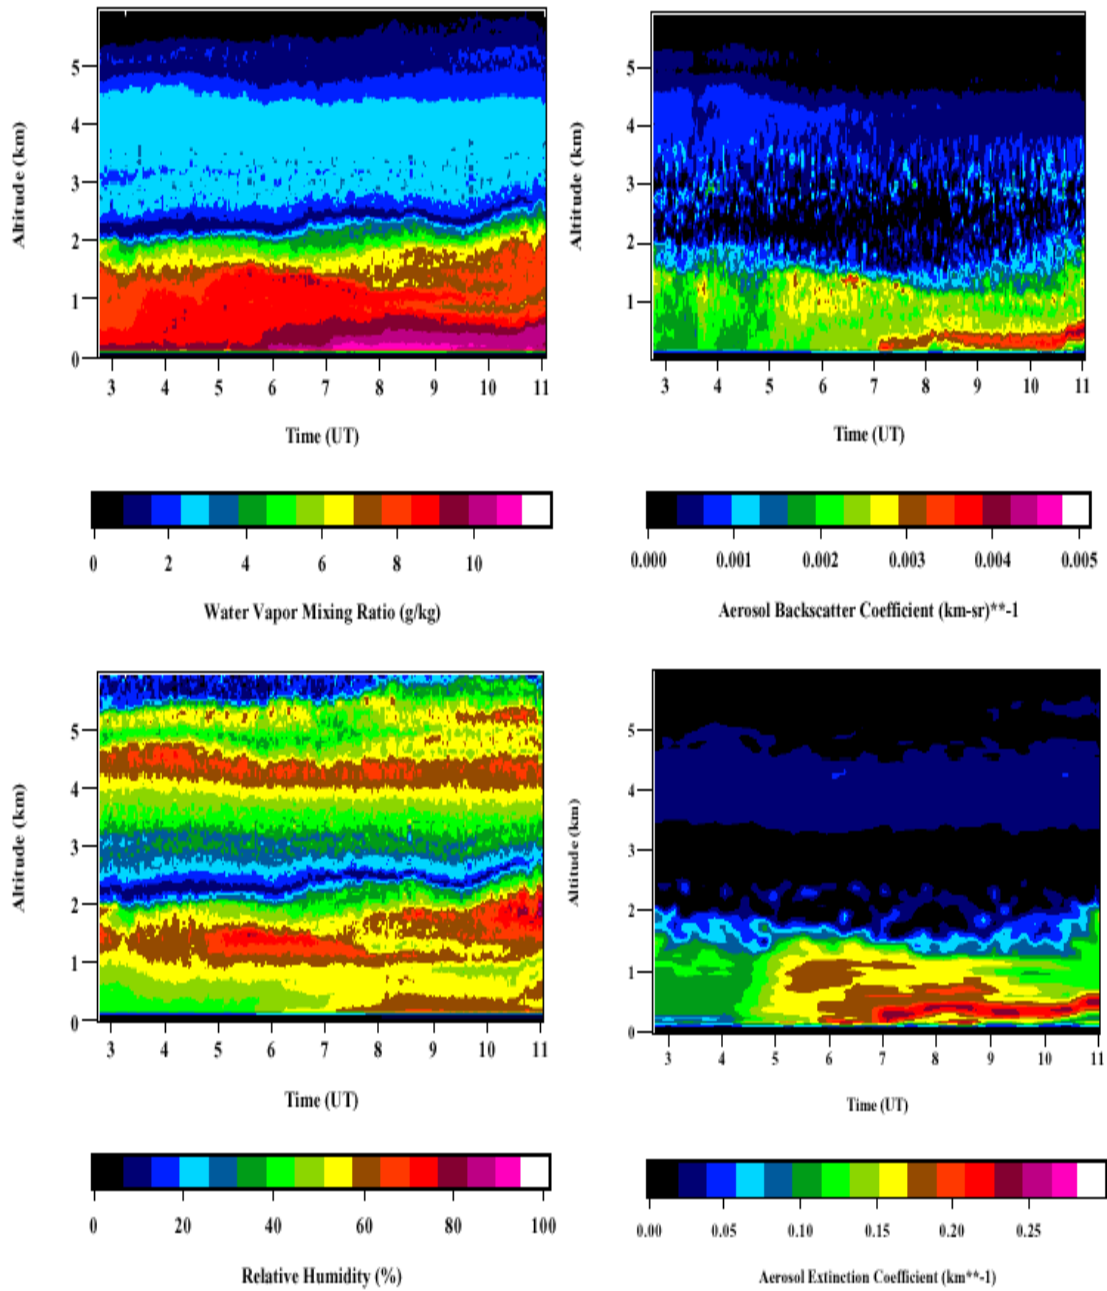 Altitude (km)
5
4
3
2
1
0
3 4 5 6 7 8 9 10 11
Time (UT)
0 2 4 6 8 10
Water Vapor Mixing Ratio (g/kg)
Altitude (km)
5
4
3
2
1
3 4 5 6 7 8 9 10 11
Time (UT)
0.000 0.001 0.002 0.003 0.004 0.005
Aerosol Backscatter Coefficient (km-sr)**-1
Altitude (km)
5
4
3
2
1
0
3 4 5 6 7 8 9 10 11
Time (UT)
0 20 40 60 80 100
Relative Humidity (%)
Altitude (km)
5
4
3
2
1
0
3 4 5 6 7 8 9 10 11
Time (UT)
0.00 0.05 0.10 0.15 0.20 0.25
Aerosol Extinction Coefficient (km**-1)